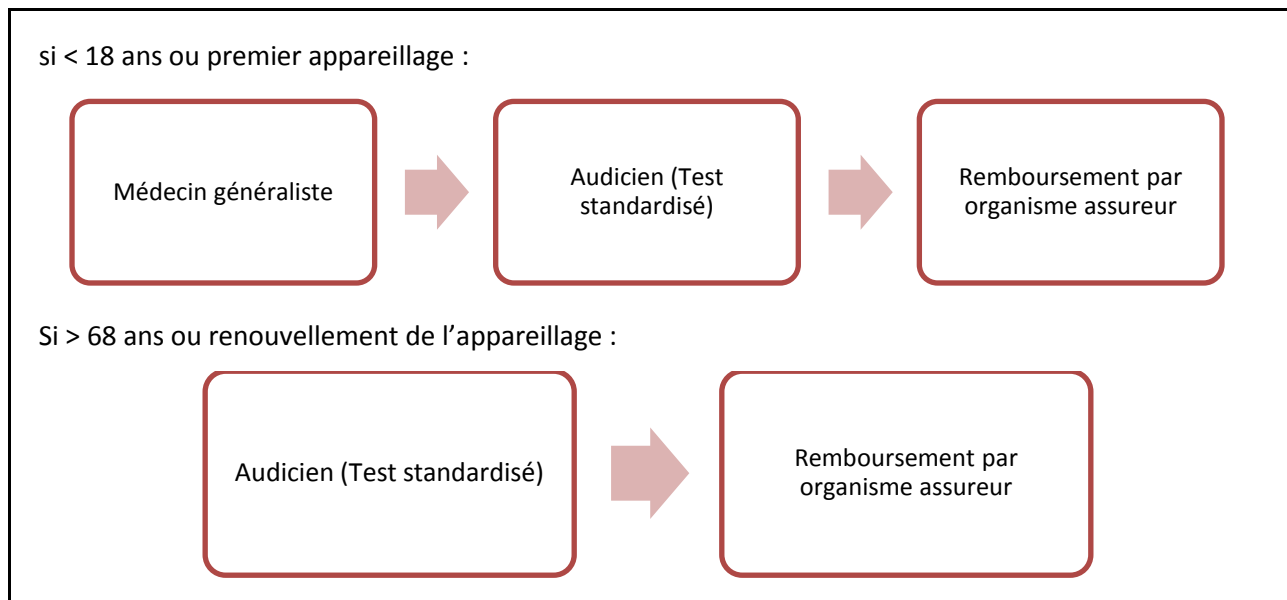 si < 18 ans ou premier appareillage :
Médecin généraliste
Audicien (Test
standardisé)
Remboursement par
organisme assureur
Si > 68 ans ou renouvellement de l’appareillage :
Audicien (Test standardisé)
Remboursement par
organisme assureur